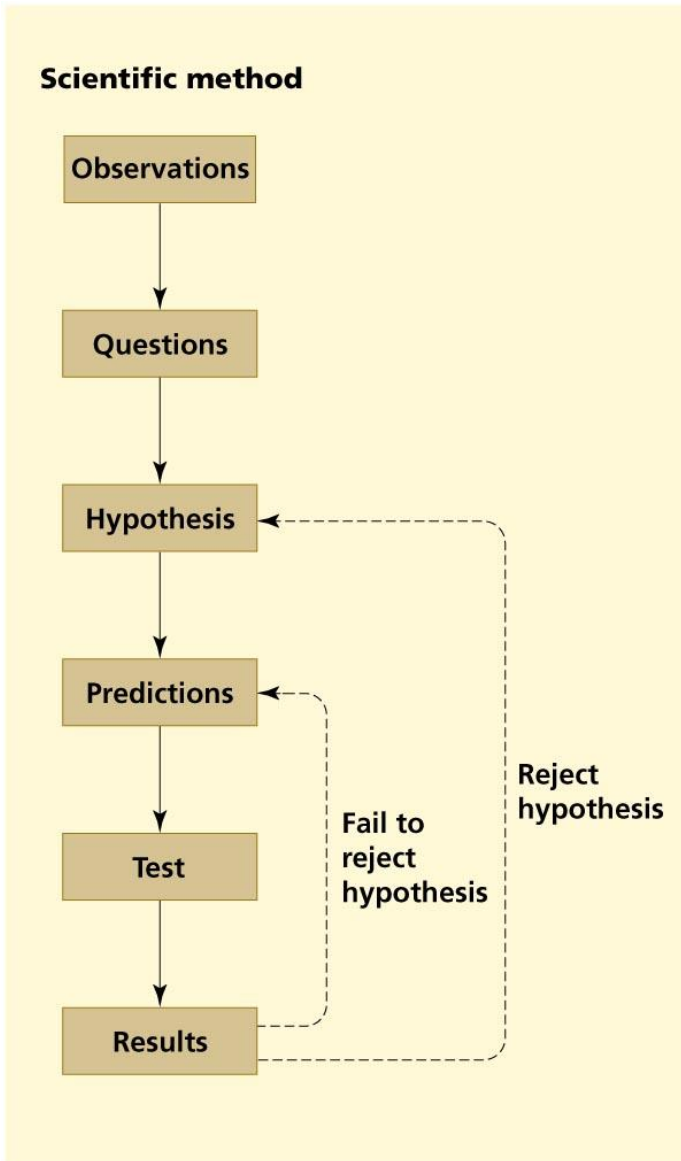 Scientific method
Observations
Questions
Hypothesis
Predictions
Test
Results
Fail to
reject
hypothesis
Reject
hypothesis